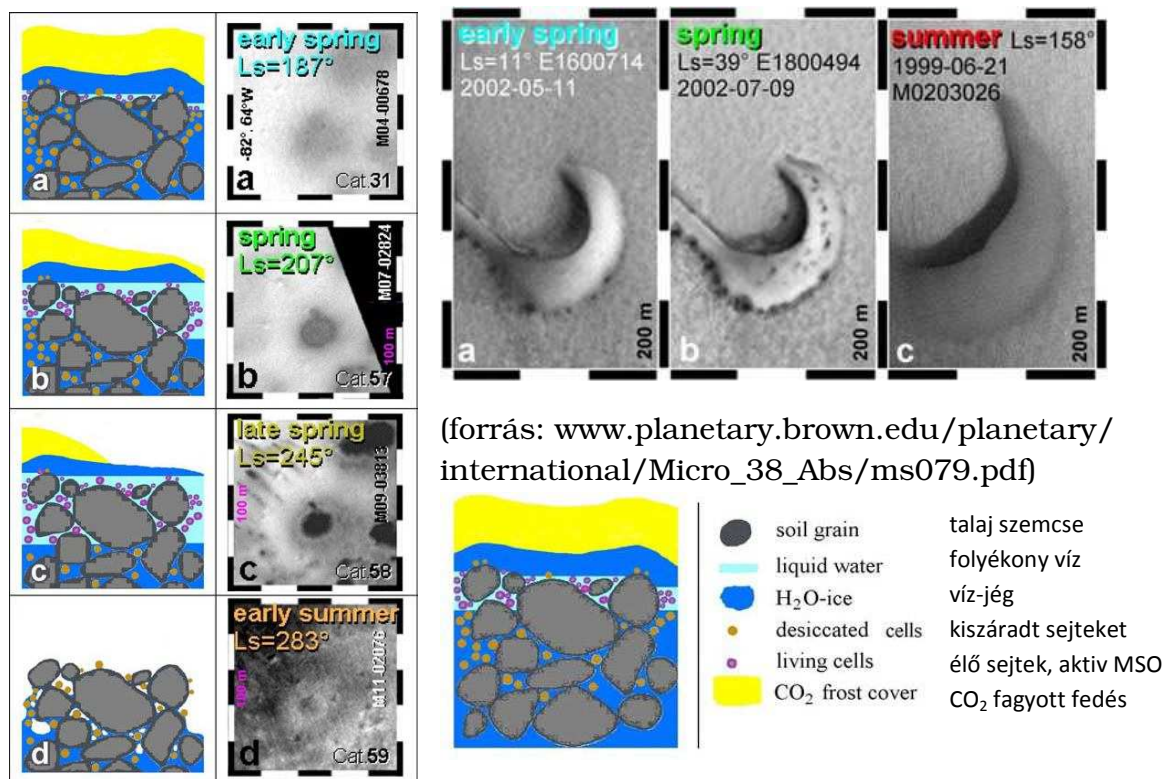 early spring
Ls=187°
-82°, 64°W
M04-00678
a
a
Cat.31
spring
Ls=207°
M07-02824
100 m
b
b
Cat.57
late spring
Ls=245°
100 m
M09-03813
c
c
Cat.58
early summer
Ls=283°
M11-02076
d
d
Cat.59
early spring
Ls=11° E1600714
2002-05-11
a
200 m
spring
Ls=39° E1800494
2002-07-09
b
200 m
summer Ls=158°
1999-06-21
M0203026
c
200 m
(forrás: www.planetary.brown.edu/planetary/
international/Micro_38_Abs/ms079.pdf)
soil grain talaj szemcse
liquid water folyékony víz
H₂O-ice víz-jég
desiccated cells kiszáradt sejteket
living cells élő sejtek, aktiv MSO
CO₂ frost cover CO₂ fagyott fedés